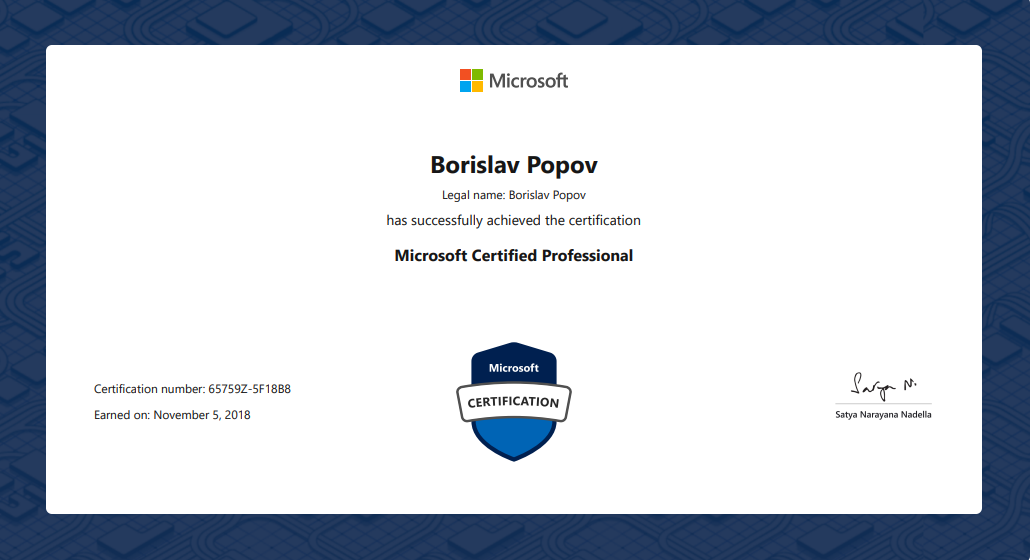 Microsoft
Borislav Popov
Legal name: Borislav Popov
has successfully achieved the certification
Microsoft Certified Professional
Certification number: 65759Z-5F18B8
Earned on: November 5, 2018
Microsoft
CERTIFICATION
Satya N.
Satya Narayana Nadella